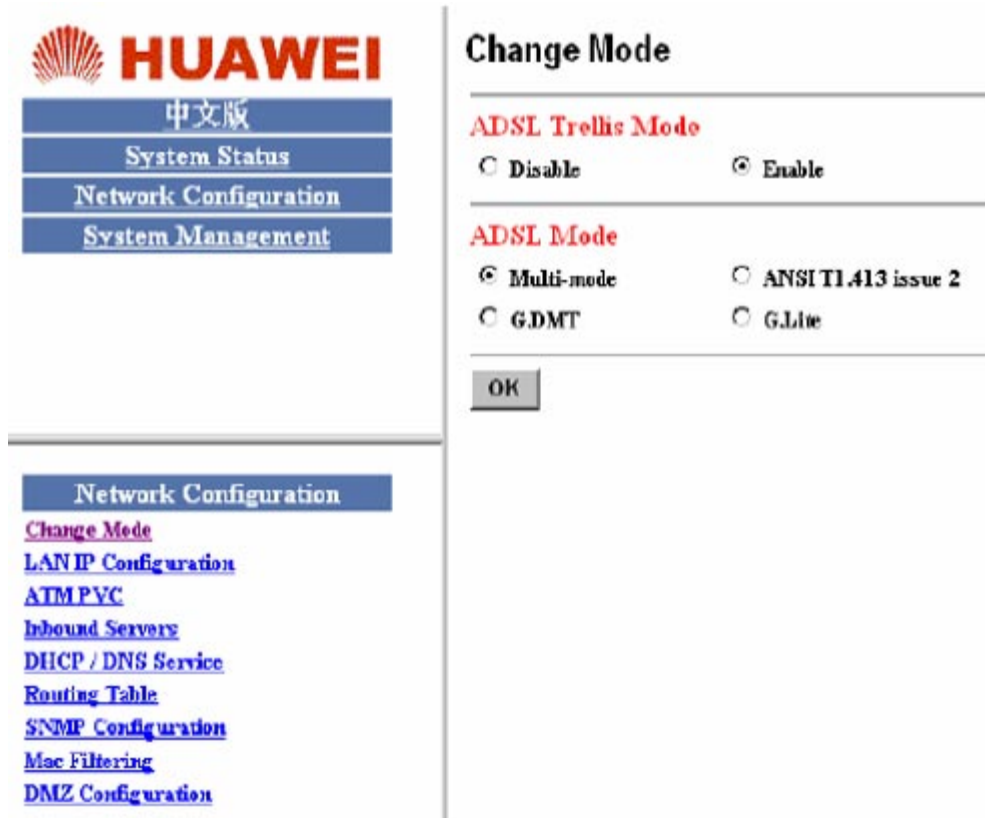 HUAWEI
中文版
System Status
Network Configuration
System Management
Network Configuration
Change Mode
LAN IP Configuration
ATM PVC
Inbound Servers
DHCP / DNS Service
Routing Table
SNMP Configuration
Mac Filtering
DMZ Configuration
Change Mode
ADSL Trellis Mode
Disable Enable
ADSL Mode
Multi-mode ANSI T1.413 issue 2
G.DMT G.Lite
OK